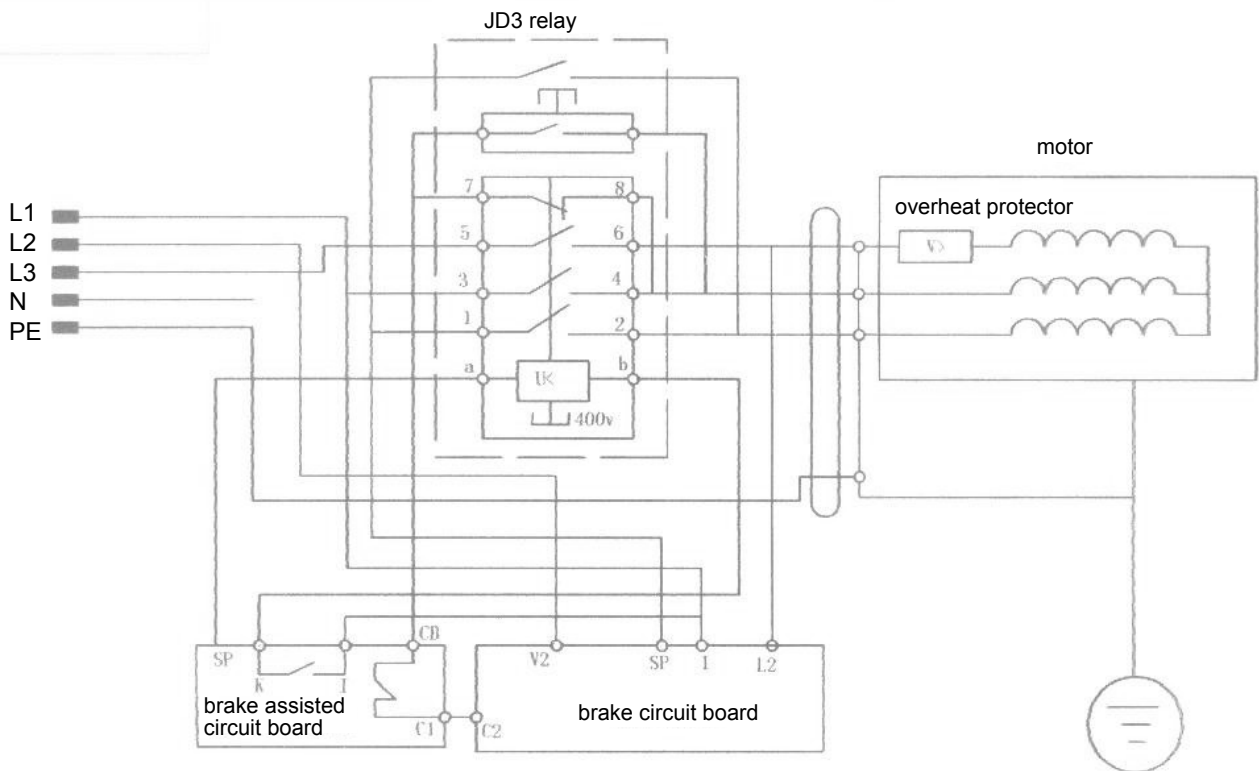 JD3 relay
motor
overheat protector
L1
L2
L3
N
PE
7
8
5
6
3
4
1
2
a
b
U<
400v
CB
SP
K
I
C1
brake assisted
circuit board
V2
SP
1
L2
C2
brake circuit board